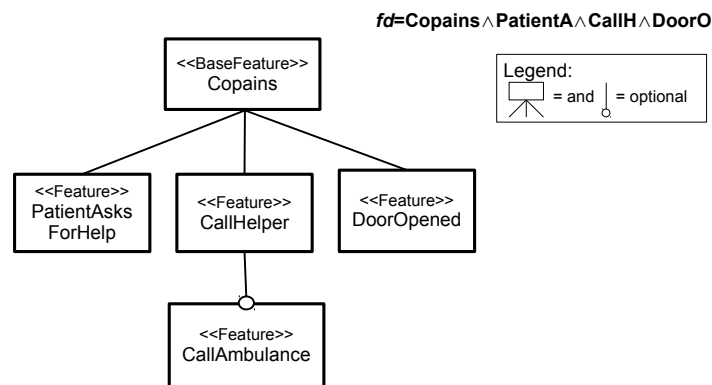 fd=Copains∧PatientA∧CallH∧DoorO
<<BaseFeature>>
Copains
Legend:
= and
= optional
<<Feature>>
PatientAsks
ForHelp
<<Feature>>
CallHelper
<<Feature>>
DoorOpened
<<Feature>>
CallAmbulance